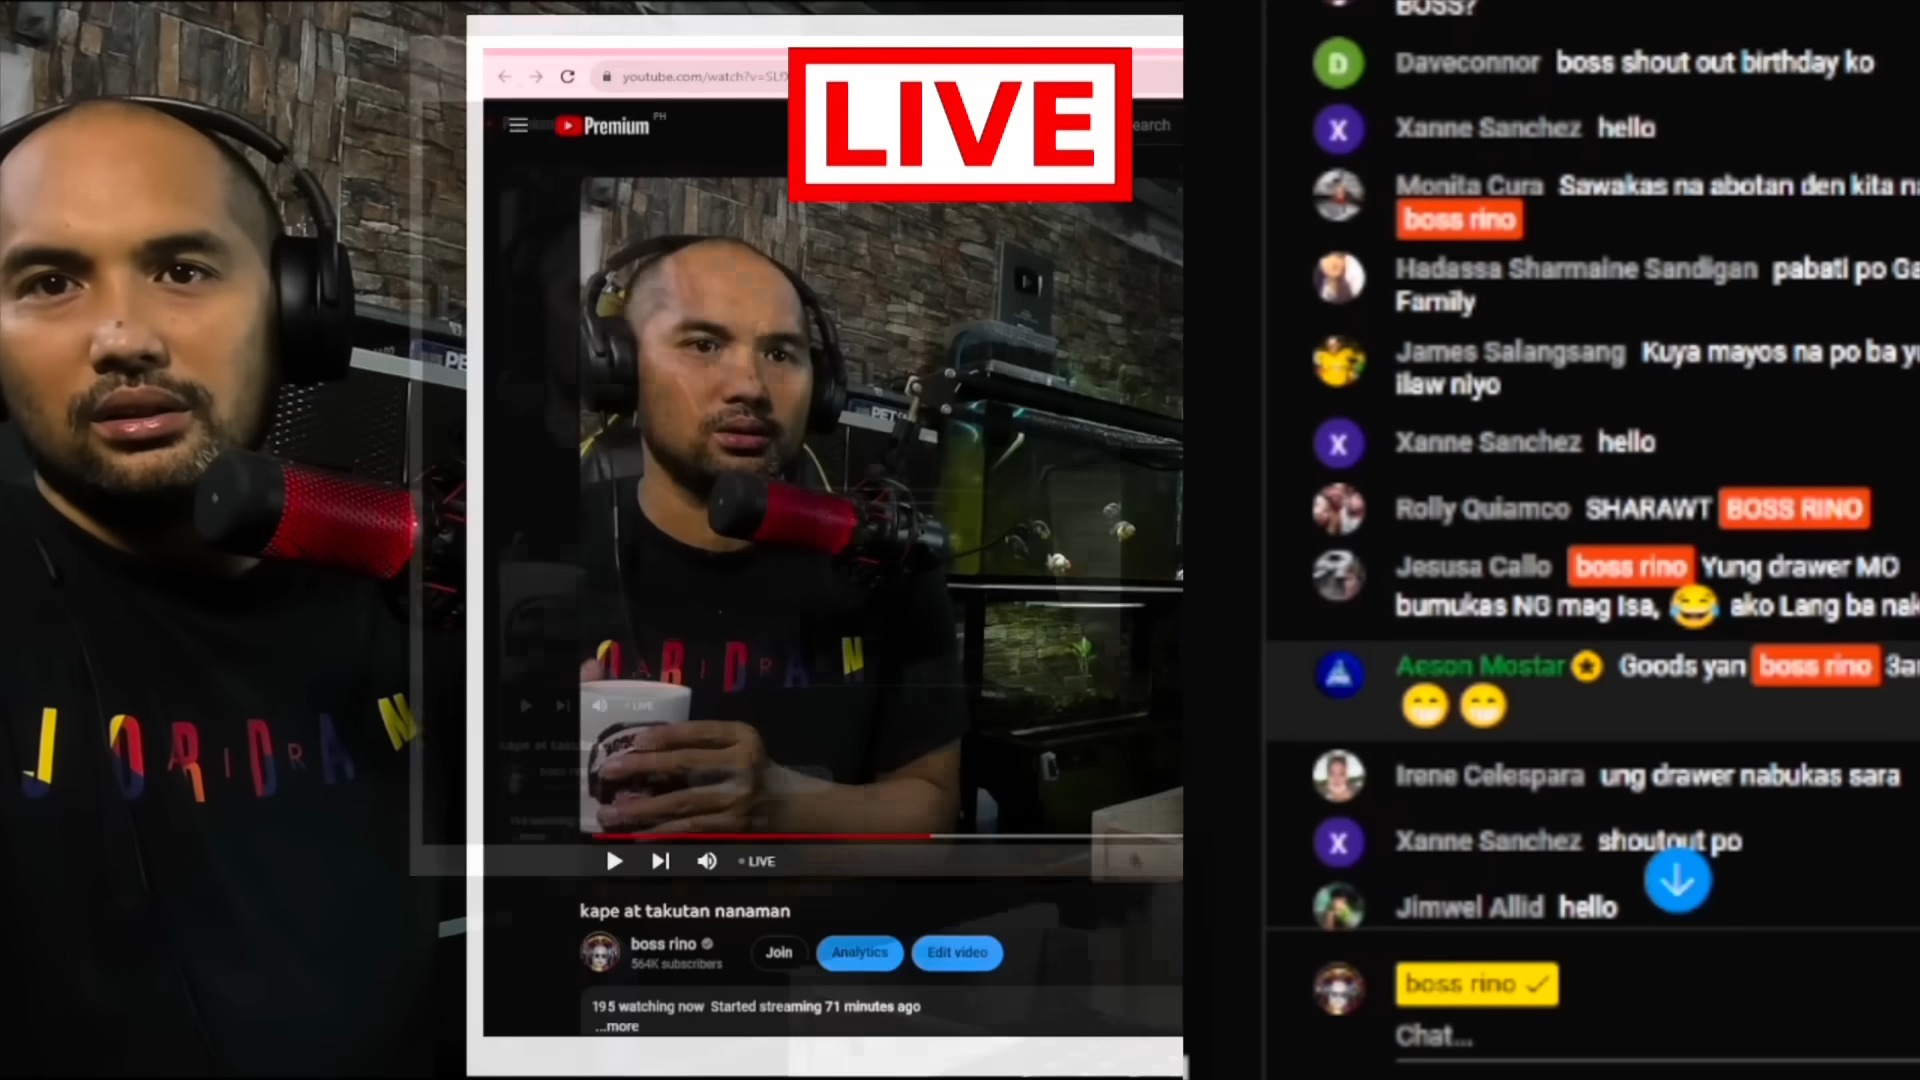 youtube.com/watch?v=SL
LIVE
Premium PH
earch
PET
JORDAN
LIVE
kape at takutan nanaman
boss rino
564K subscribers
Join
Analytics
Edit video
195 watching now Started streaming 71 minutes ago
...more
BOSS?
D Daveconnor boss shout out birthday ko
X Xanne Sanchez hello
Monita Cura Sawakas na abotan den kita
boss rino
Hadassa Sharmaine Sandigan pabati po
Family
James Salangsang Kuya mayos na po ba
ilaw niyo
X Xanne Sanchez hello
Rolly Quiamco SHARAWT BOSS RINO
Jesusa Callo boss rino Yung drawer MO
bumukas NG mag Isa, 😂 ako Lang ba
Aeson Mostar Goods yan boss rino
😁 😁
Irene Celespara ung drawer nabukas sara
X Xanne Sanchez shoutout po
Jimwel Allid hello
boss rino ✓
Chat...